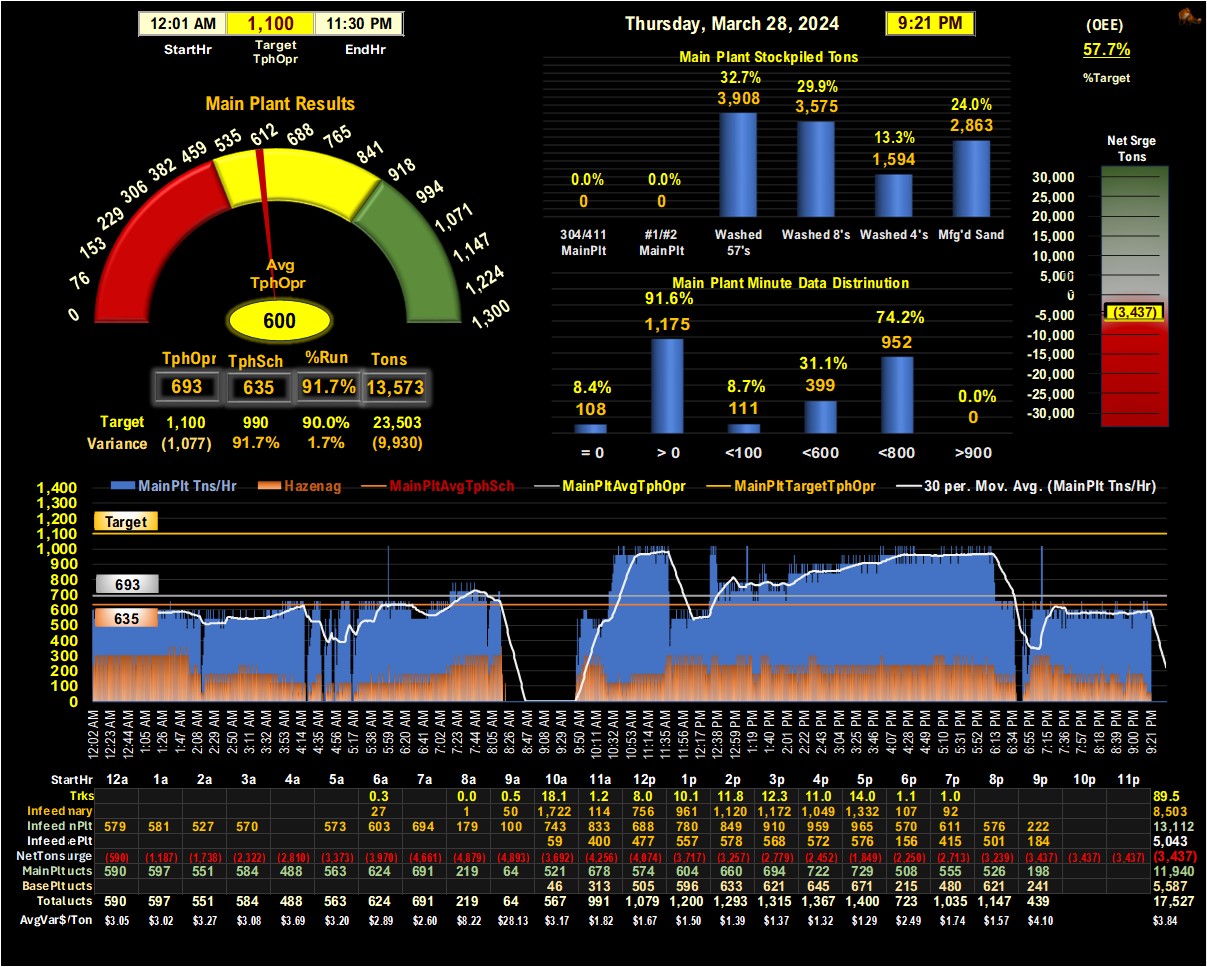 12:01 AM 1,100 11:30 PM
StartHr Target TphOpr EndHr
Thursday, March 28, 2024 9:21 PM
(OEE)
57.7%
%Target
Main Plant Results
0 76 153 229 306 382 459 535 612 688 765 841 918 994 1,071 1,147 1,224 1,300
Avg
TphOpr
600
TphOpr TphSch %Run Tons
693 635 91.7% 13,573
Target 1,100 990 90.0% 23,503
Variance (1,077) 91.7% 1.7% (9,930)
Main Plant Stockpiled Tons
0.0% 0.0% 32.7% 29.9% 13.3% 24.0%
0 0 3,908 3,575 1,594 2,863
304/411 MainPlt #1/#2 MainPlt Washed 57's Washed 8's Washed 4's Mfg'd Sand
Main Plant Minute Data Distrinution
8.4% 91.6% 8.7% 31.1% 74.2% 0.0%
108 1,175 111 399 952 0
= 0 > 0 <100 <600 <800 >900
Net Srge
Tons
30,000
25,000
20,000
15,000
10,000
5,000
0
-5,000
-10,000
-15,000
-20,000
-25,000
-30,000
(3,437)
MainPlt Tns/Hr Hazenag MainPltAvgTphSch MainPltAvgTphOpr MainPltTargetTphOpr 30 per. Mov. Avg. (MainPlt Tns/Hr)
1,400
1,300
1,200
1,100
1,000
900
800
700
600
500
400
300
200
100
0
Target
693
635
12:02 AM 12:23 AM 12:44 AM 1:05 AM 1:26 AM 1:47 AM 2:08 AM 2:29 AM 2:50 AM 3:11 AM 3:32 AM 3:53 AM 4:14 AM 4:35 AM 4:56 AM 5:17 AM 5:38 AM 5:59 AM 6:20 AM 6:41 AM 7:02 AM 7:23 AM 7:44 AM 8:05 AM 8:26 AM 8:47 AM 9:08 AM 9:29 AM 9:50 AM 10:11 AM 10:32 AM 10:53 AM 11:14 AM 11:35 AM 11:56 AM 12:17 PM 12:38 PM 12:59 PM 1:19 PM 1:40 PM 2:01 PM 2:22 PM 2:43 PM 3:04 PM 3:25 PM 3:46 PM 4:07 PM 4:28 PM 4:49 PM 5:10 PM 5:31 PM 5:52 PM 6:13 PM 6:34 PM 6:55 PM 7:15 PM 7:36 PM 7:57 PM 8:18 PM 8:39 PM 9:00 PM 9:21 PM
StartHr 12a 1a 2a 3a 4a 5a 6a 7a 8a 9a 10a 11a 12p 1p 2p 3p 4p 5p 6p 7p 8p 9p 10p 11p
Trks 0.3 0.0 0.5 18.1 1.2 8.0 10.1 11.8 12.3 11.0 14.0 1.1 1.0 89.5
Infeed nary 27 1 50 1,722 114 756 961 1,120 1,172 1,049 1,332 107 92 8,503
Infeed nPlt 579 581 527 570 573 603 694 179 100 743 833 688 780 849 910 959 965 570 611 576 222 13,112
Infeed ePlt 59 400 477 557 578 568 572 576 156 415 501 184 5,043
NetTonsurge (590) (1,187) (1,738) (2,322) (2,810) (3,373) (3,970) (4,661) (4,879) (4,893) (3,692) (4,256) (4,074) (3,717) (3,257) (2,779) (2,452) (1,849) (2,250) (2,713) (3,239) (3,437) (3,437) (3,437) (3,437)
MainPlt ucts 590 597 551 584 488 563 624 691 219 64 521 678 574 604 660 694 722 729 508 555 526 198 11,940
BasePlt ucts 46 313 505 596 633 621 645 671 215 480 621 241 5,587
Total ucts 590 597 551 584 488 563 624 691 219 64 567 991 1,079 1,200 1,293 1,315 1,367 1,400 723 1,035 1,147 439 17,527
AvgVar$/Ton $3.05 $3.02 $3.27 $3.08 $3.69 $3.20 $2.89 $2.60 $8.22 $28.13 $3.17 $1.82 $1.67 $1.50 $1.39 $1.37 $1.32 $1.29 $2.49 $1.74 $1.57 $4.10 $3.84